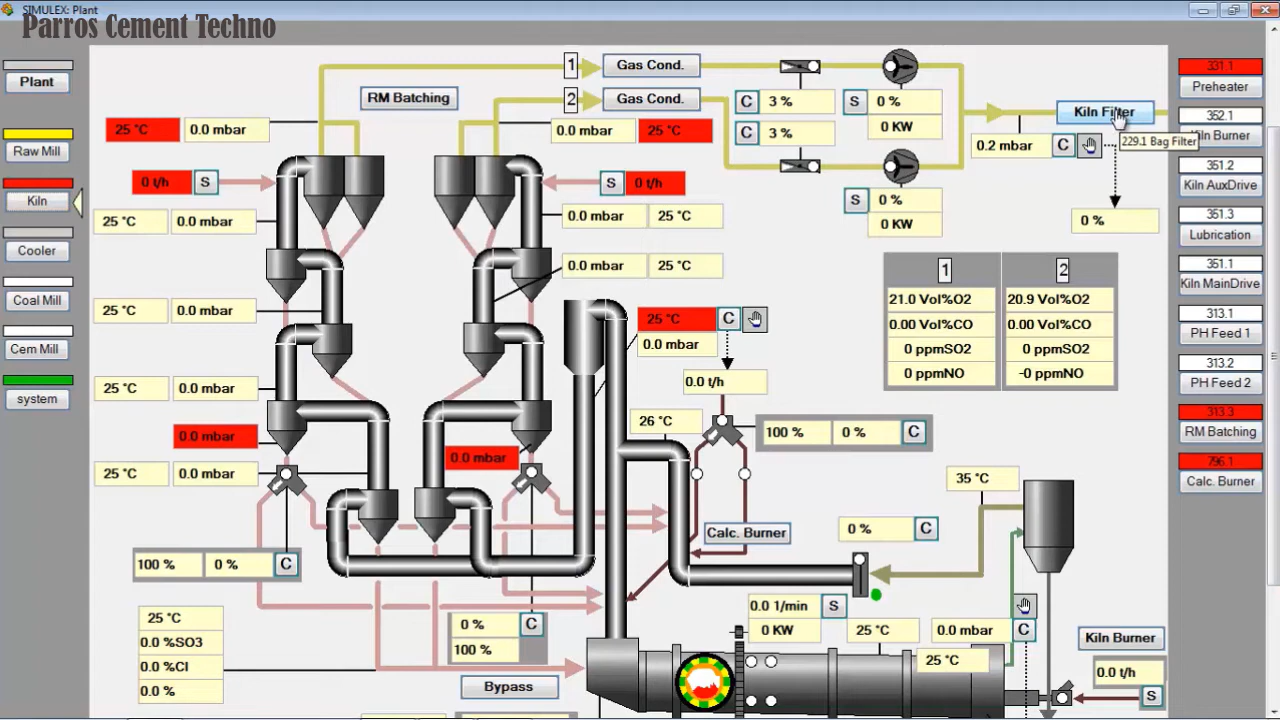 SIMULEX: Plant
Parros Cement Techno
Plant
Raw Mill
Kiln
Cooler
Coal Mill
Cem Mill
system
1
Gas Cond.
2
Gas Cond.
RM Batching
C 3 %
C 3 %
S 0 %
0 KW
S 0 %
0 KW
Kiln Filter
229.1 Bag Filter
0.2 mbar C
0 %
25 °C 0.0 mbar
0.0 mbar 25 °C
0 t/h S
S 0 t/h
25 °C 0.0 mbar
0.0 mbar 25 °C
0.0 mbar 25 °C
25 °C 0.0 mbar
25 °C 0.0 mbar
0.0 mbar
0.0 mbar
25 °C 0.0 mbar
25 °C C
0.0 mbar
0.0 t/h
26 °C
100 % 0 % C
1 2
21.0 Vol%O2 20.9 Vol%O2
0.00 Vol%CO 0.00 Vol%CO
0 ppmSO2 0 ppmSO2
0 ppmNO -0 ppmNO
35 °C
0 % C
Calc. Burner
100 % 0 % C
0 % C
100 %
25 °C
0.0 %SO3
0.0 %Cl
0.0 %
Bypass
0.0 1/min S
0 KW
25 °C
0.0 mbar C
25 °C
Kiln Burner
0.0 t/h
S
331.1
Preheater
352.1
Kiln Burner
351.2
Kiln AuxDrive
351.3
Lubrication
351.1
Kiln MainDrive
313.1
PH Feed 1
313.2
PH Feed 2
313.3
RM Batching
796.1
Calc. Burner